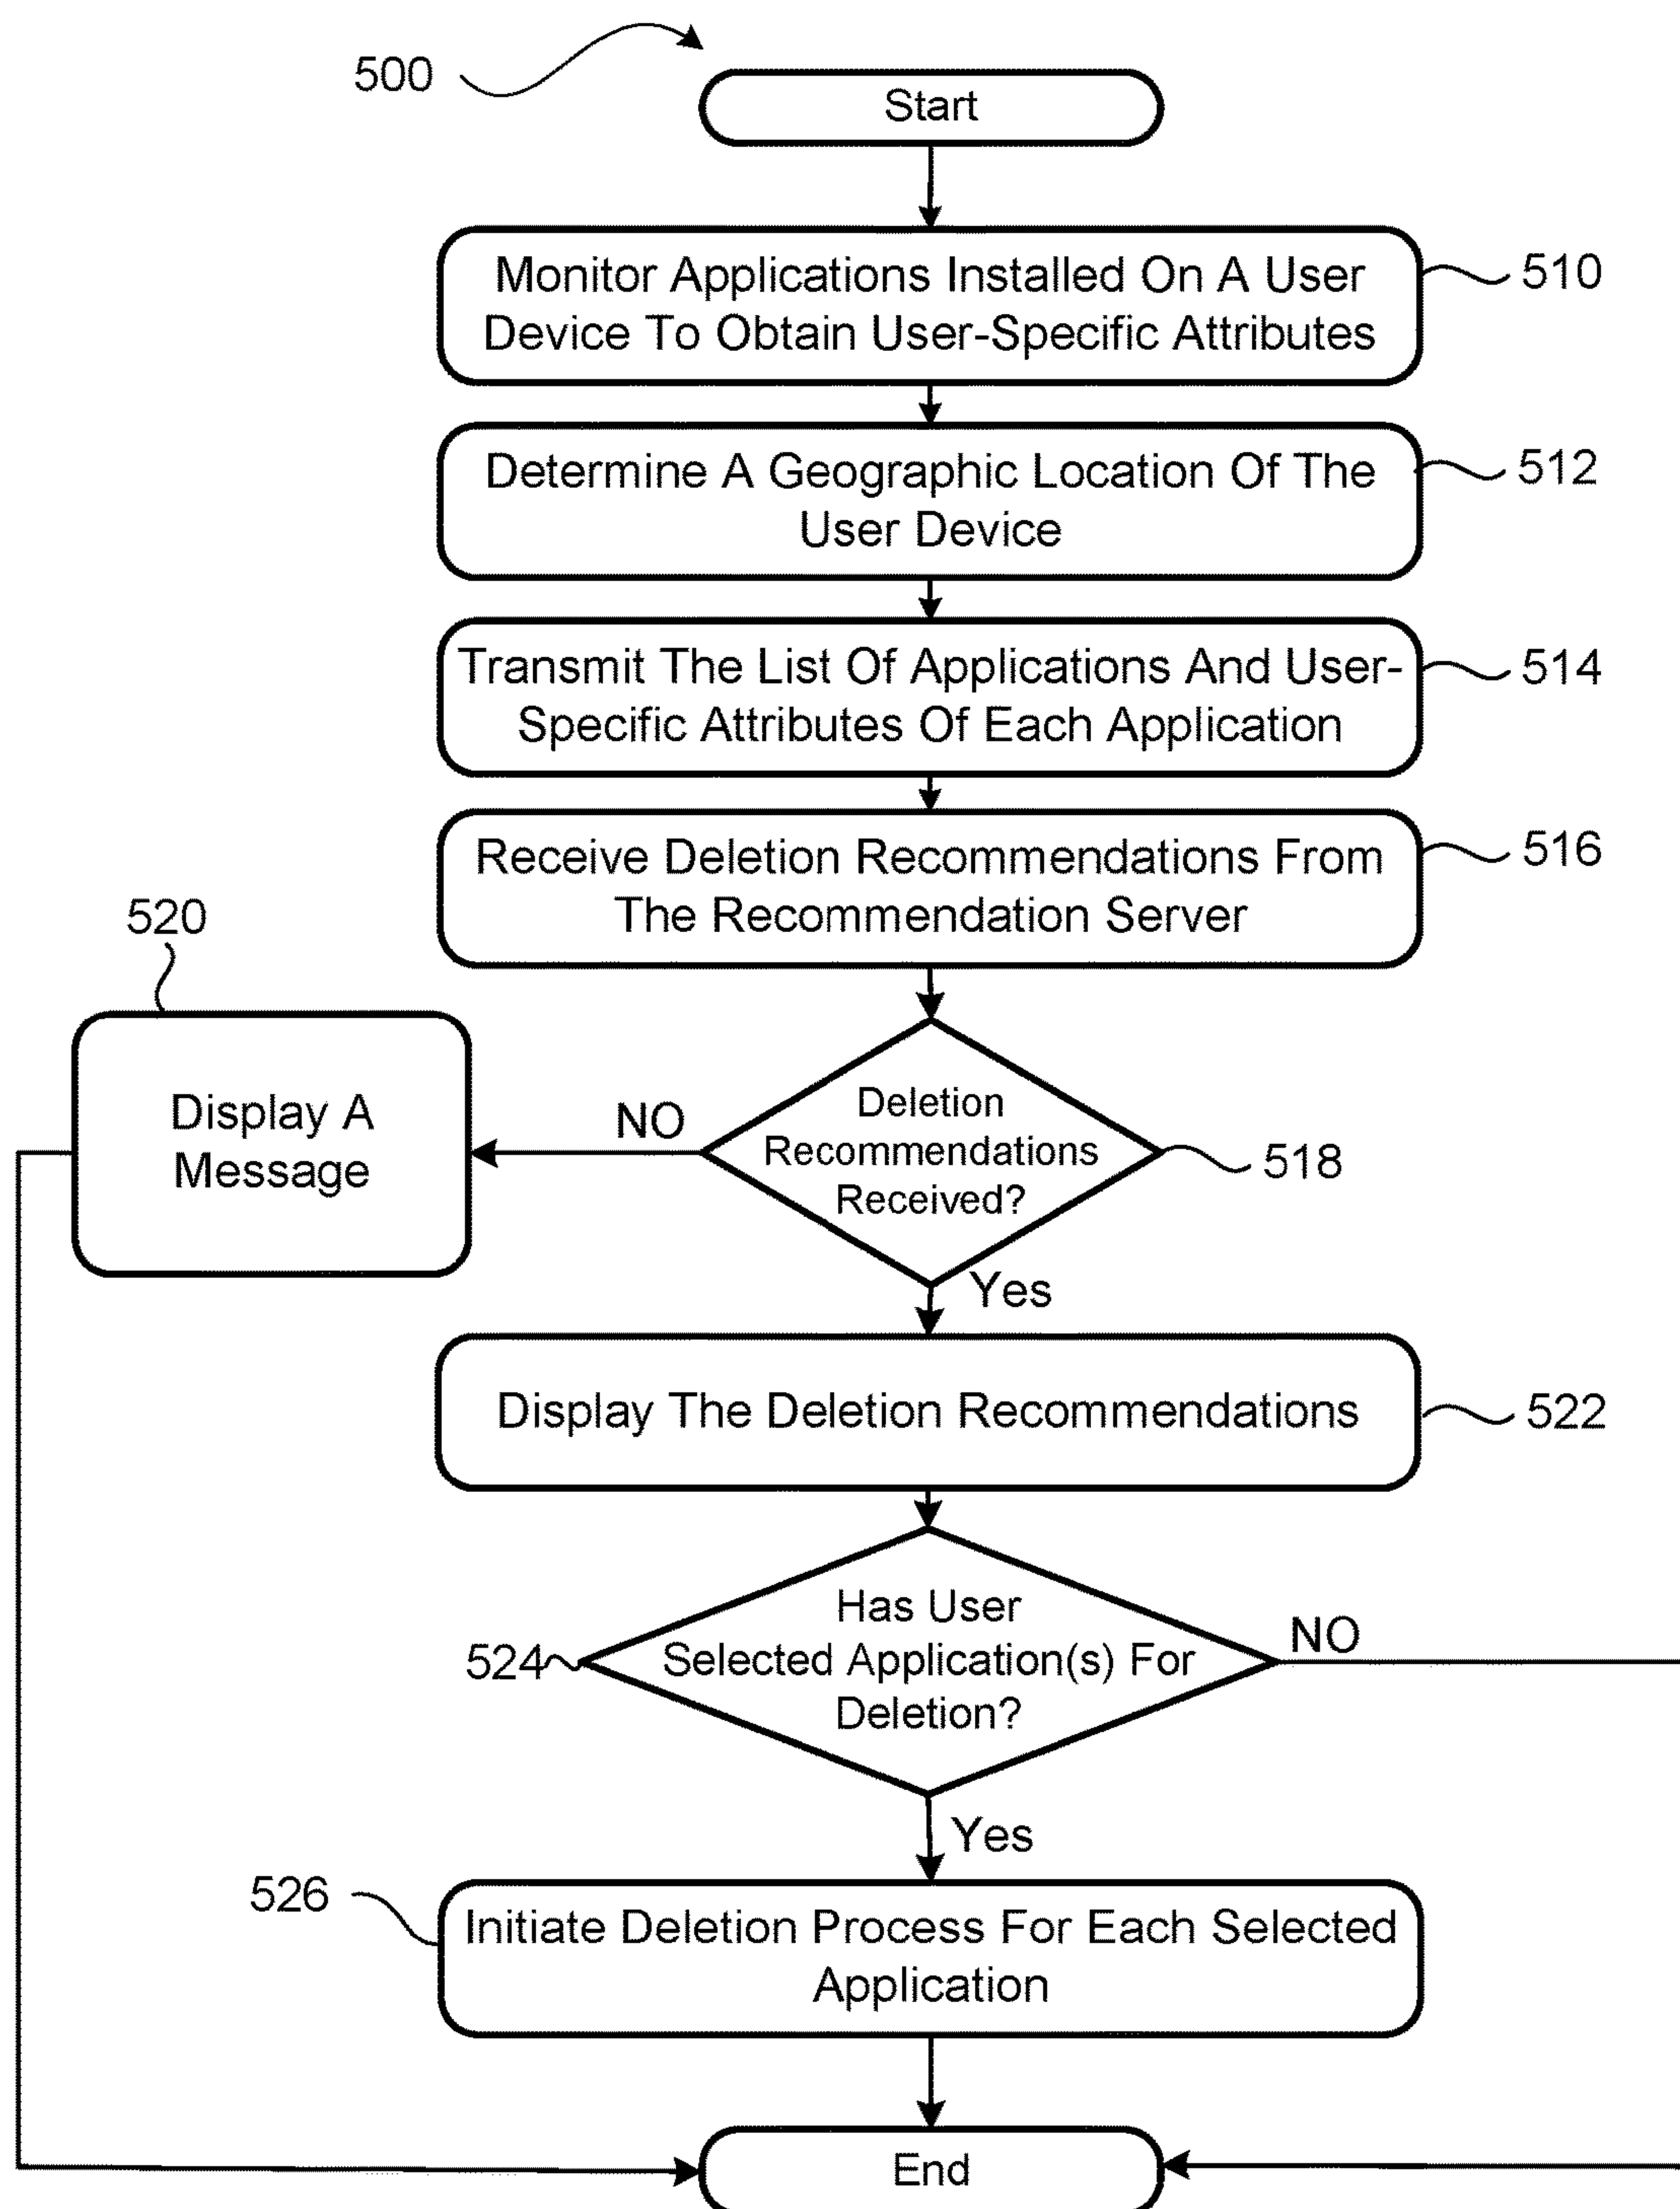 500
Start
Monitor Applications Installed On A User
Device To Obtain User-Specific Attributes
510
Determine A Geographic Location Of The
User Device
512
Transmit The List Of Applications And User-
Specific Attributes Of Each Application
514
Receive Deletion Recommendations From
The Recommendation Server
516
520
Display A
Message
NO
Deletion
Recommendations
Received?
518
Yes
Display The Deletion Recommendations
522
Has User
Selected Application(s) For
Deletion?
524
NO
Yes
526
Initiate Deletion Process For Each Selected
Application
End